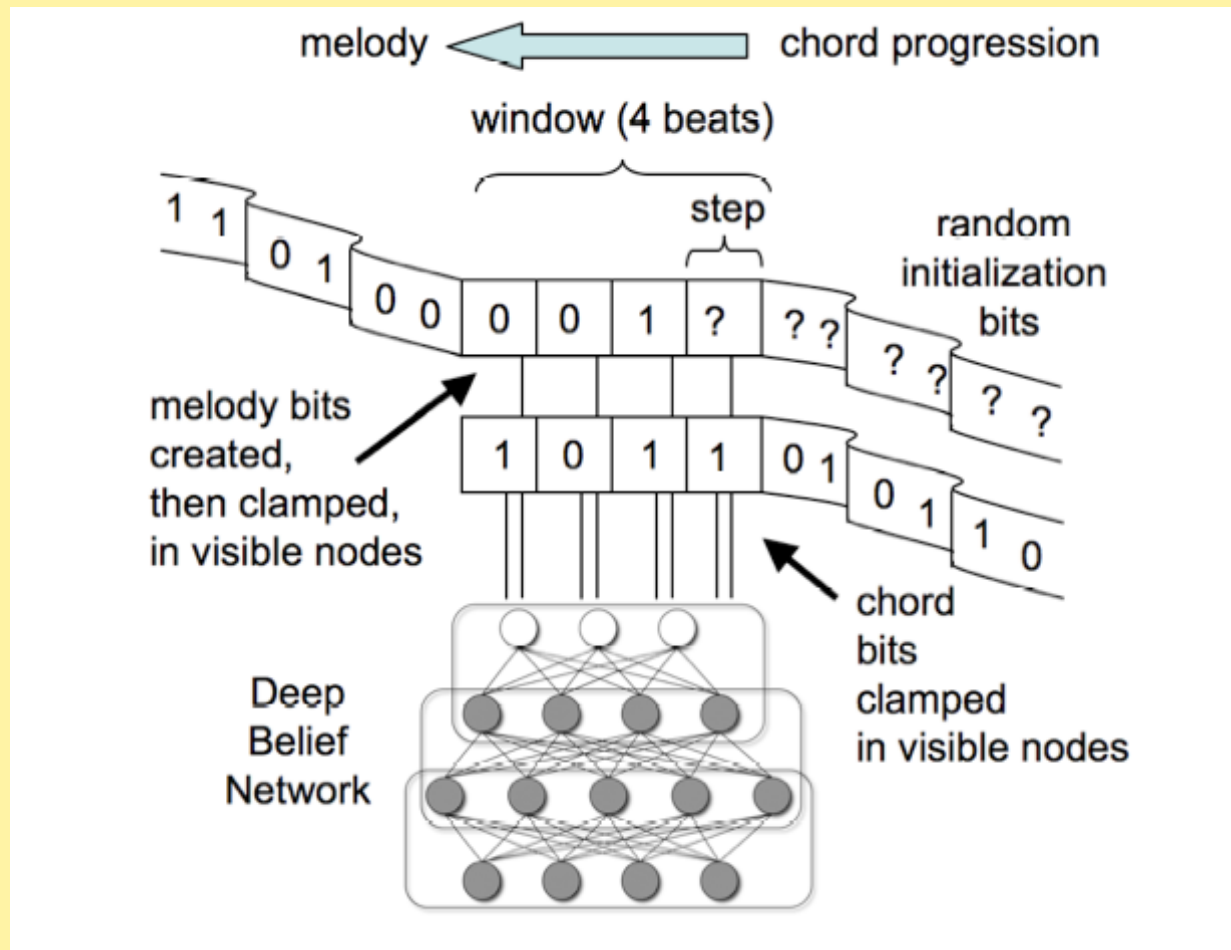 melody
chord progression
window (4 beats)
step
random
initialization
bits
1 1
0 1
0 0
0 0 1 ?
? ?
? ?
? ?
melody bits
created,
then clamped,
in visible nodes
1 0 1 1
0 1
0 1
1 0
chord
bits
clamped
in visible nodes
Deep
Belief
Network